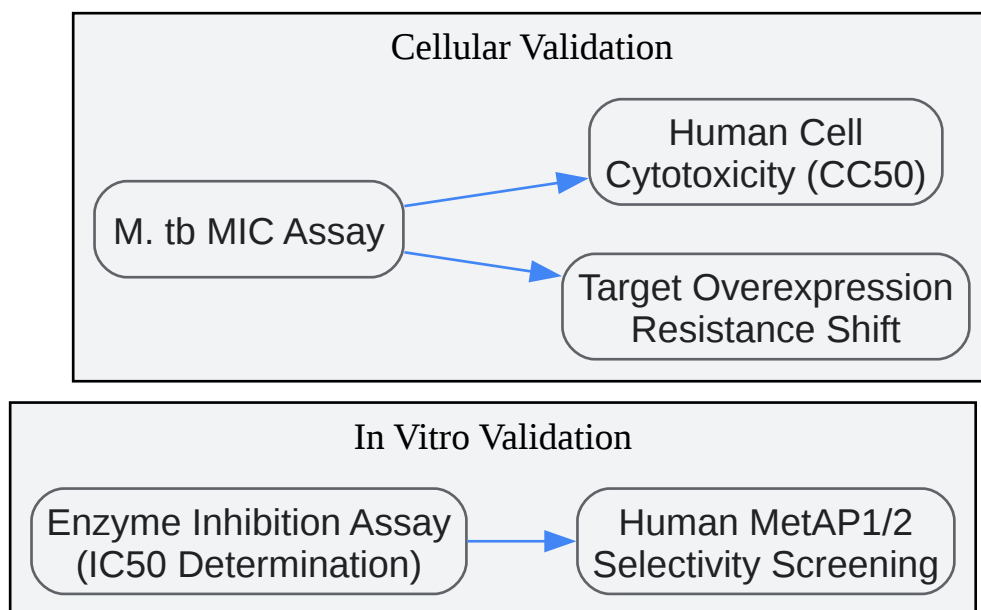 Cellular Validation
Human Cell
Cytotoxicity (CC50)
M. tb MIC Assay
Target Overexpression
Resistance Shift
In Vitro Validation
Enzyme Inhibition Assay
(IC50 Determination)
Human MetAP1/2
Selectivity Screening